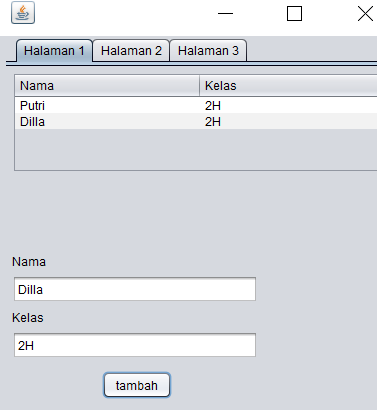 Halaman 1 Halaman 2 Halaman 3
Nama Kelas
Putri 2H
Dilla 2H
Nama
Dilla
Kelas
2H
tambah